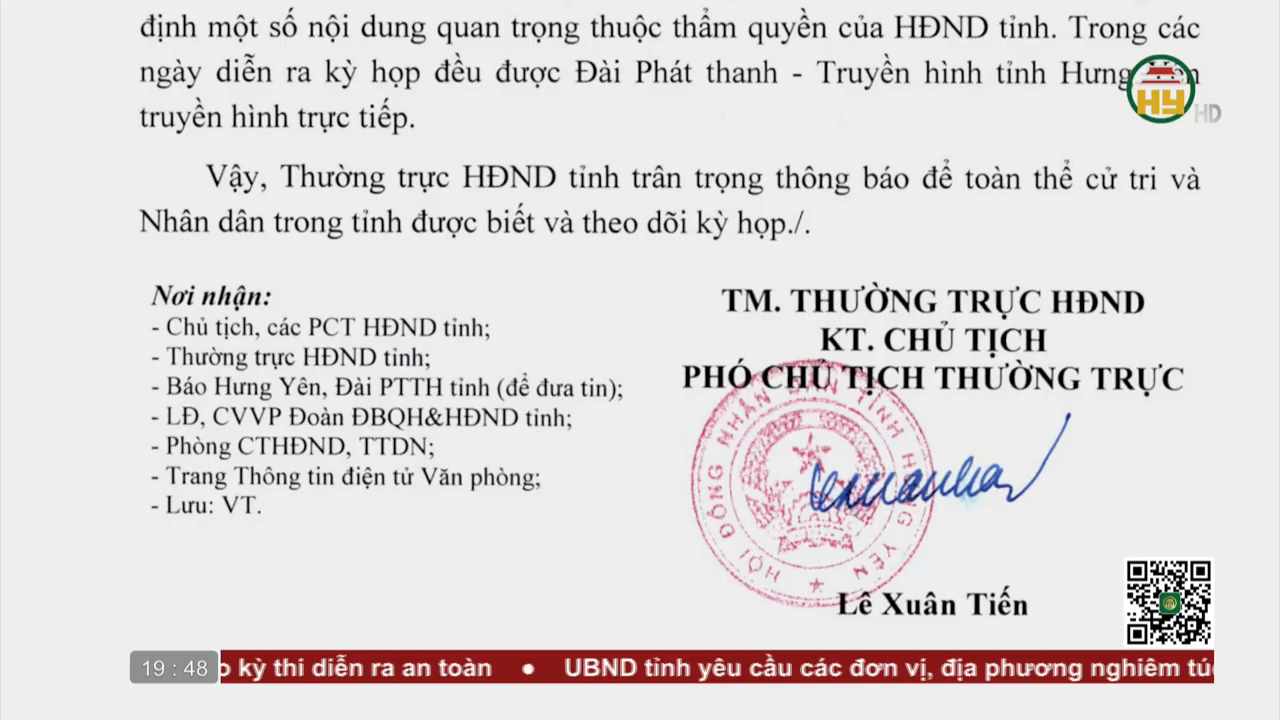 định một số nội dung quan trọng thuộc thẩm quyền của HĐND tỉnh. Trong các
ngày diễn ra kỳ họp đều được Đài Phát thanh - Truyền hình tỉnh Hưng
truyền hình trực tiếp.
Vậy, Thường trực HĐND tỉnh trân trọng thông báo để toàn thể cử tri và
Nhân dân trong tỉnh được biết và theo dõi kỳ họp./.
Nơi nhận:
- Chủ tịch, các PCT HĐND tỉnh;
- Thường trực HĐND tỉnh;
- Báo Hưng Yên, Đài PTTH tỉnh (để đưa tin);
- LĐ, CVVP Đoàn ĐBQH&HĐND tỉnh;
- Phòng CTHĐND, TTDN;
- Trang Thông tin điện tử Văn phòng;
- Lưu: VT.
TM. THƯỜNG TRỰC HĐND
KT. CHỦ TỊCH
PHÓ CHỦ TỊCH THƯỜNG TRỰC
HỘI ĐỒNG NHÂN DÂN TỈNH HƯNG YÊN
Lê Xuân Tiến
HY HD
19 : 48
kỳ thi diễn ra an toàn ● UBND tỉnh yêu cầu các đơn vị, địa phương nghiêm